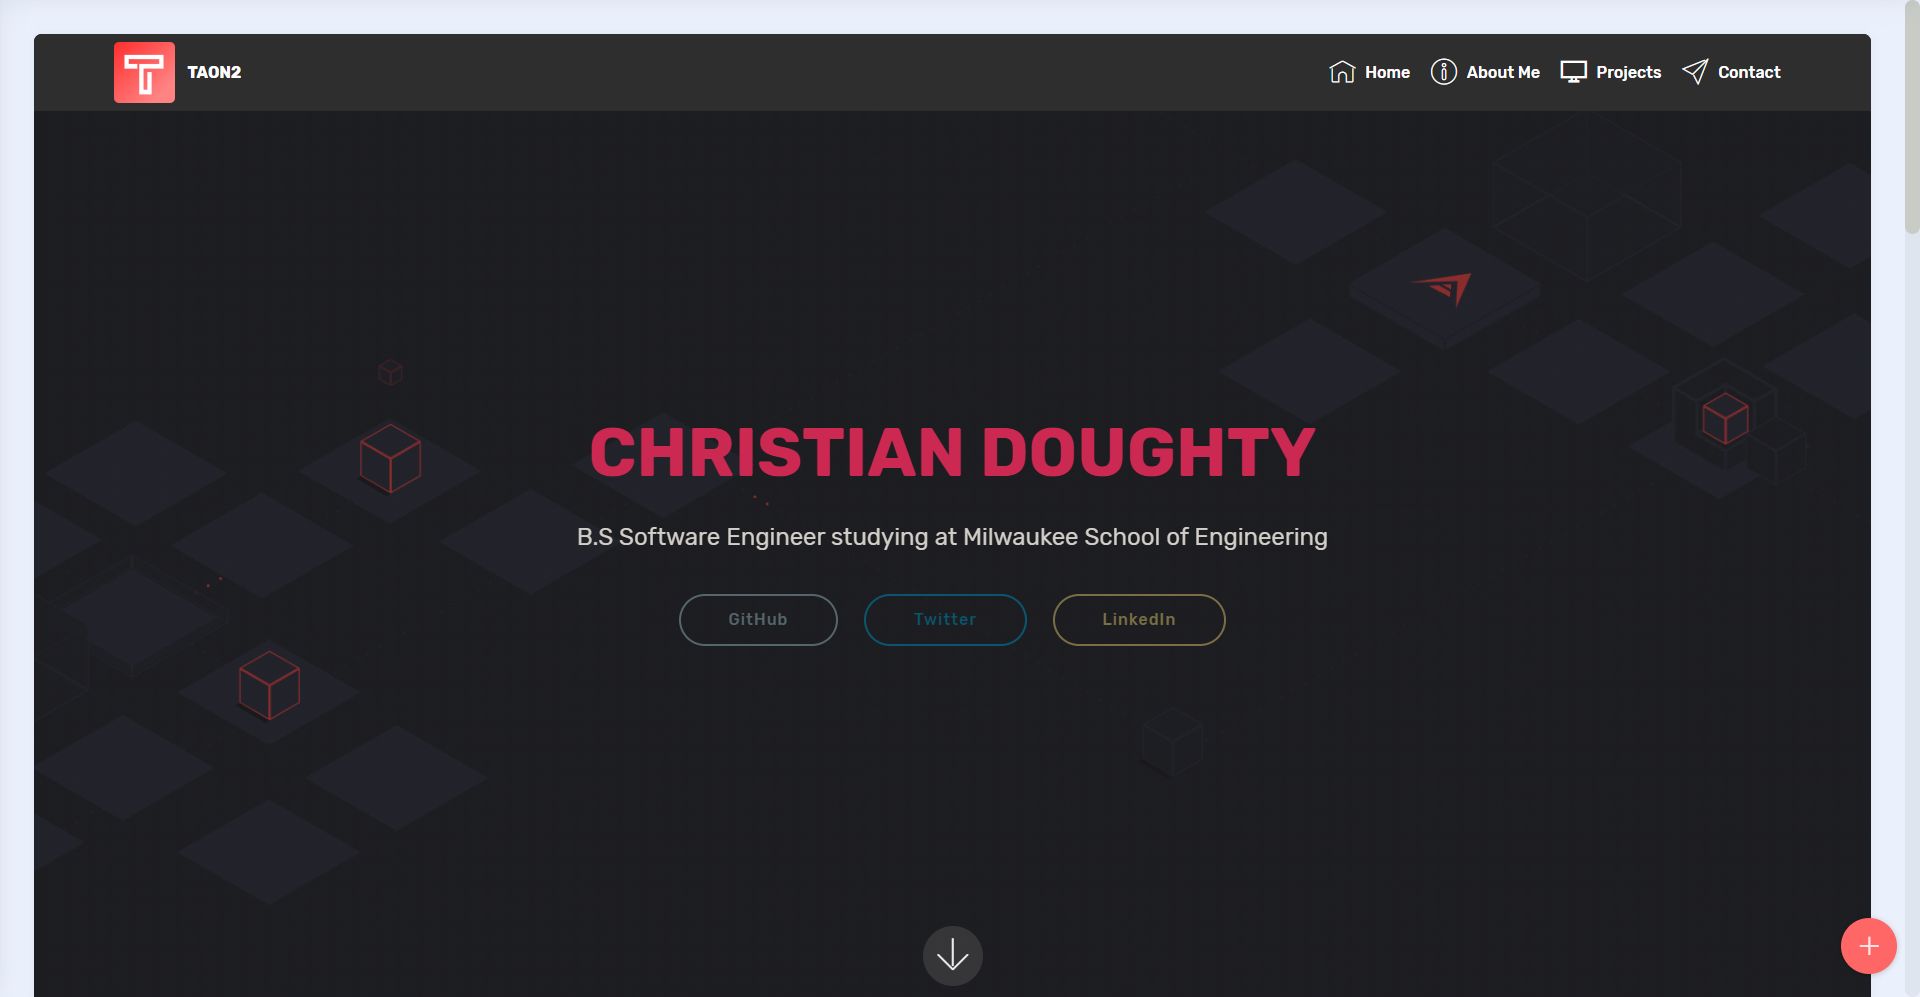 TAON2
Home
About Me
Projects
Contact
CHRISTIAN DOUGHTY
B.S Software Engineer studying at Milwaukee School of Engineering
GitHub
Twitter
LinkedIn